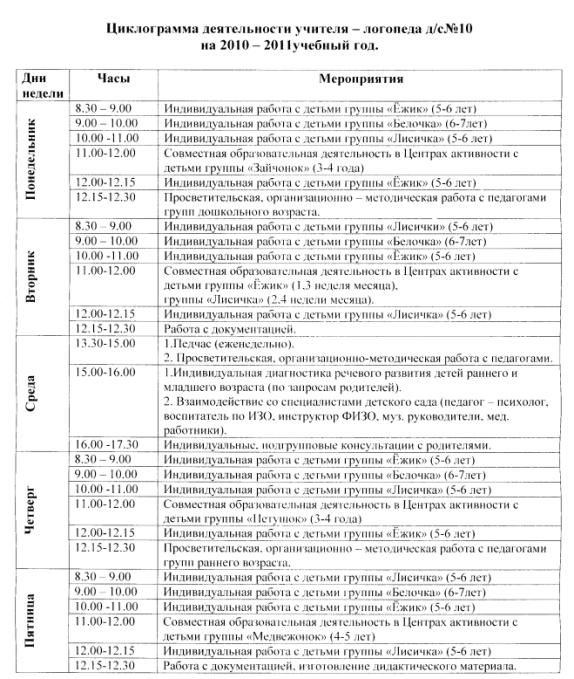 Циклограмма деятельности учителя – логопеда д/с№10
на 2010 – 2011учебный год.
Дни недели Часы Мероприятия
Понедельник
8.30 – 9.00 Индивидуальная работа с детьми группы «Ёжик» (5-6 лет)
9.00 – 10.00 Индивидуальная работа с детьми группы «Белочка» (6-7лет)
10.00 -11.00 Индивидуальная работа с детьми группы «Лисичка» (5-6 лет)
11.00-12.00 Совместная образовательная деятельность в Центрах активности с
детьми группы «Зайчонок» (3-4 года)
12.00-12.15 Индивидуальная работа с детьми группы «Ёжик» (5-6 лет)
12.15-12.30 Просветительская, организационно – методическая работа с педагогами
групп дошкольного возраста.
Вторник
8.30 – 9.00 Индивидуальная работа с детьми группы «Лисички» (5-6 лет)
9.00 – 10.00 Индивидуальная работа с детьми группы «Белочка» (6-7лет)
10.00 -11.00 Индивидуальная работа с детьми группы «Ёжик» (5-6 лет)
11.00-12.00 Совместная образовательная деятельность в Центрах активности с
детьми группы «Ёжик» (1.3 неделя месяца),
группы «Лисичка» (2.4 недели месяца).
12.00-12.15 Индивидуальная работа с детьми группы «Лисичка» (5-6 лет)
12.15-12.30 Работа с документацией.
Среда
13.30-15.00 1.Педчас (еженедельно).
2. Просветительская, организационно-методическая работа с педагогами.
15.00-16.00 1.Индивидуальная диагностика речевого развития детей раннего и
младшего возраста (по запросам родителей).
2. Взаимодействие со специалистами детского сада (педагог – психолог,
воспитатель по ИЗО, инструктор ФИЗО, муз. руководители, мед.
работники).
16.00 -17.30 Индивидуальные, подгрупповые консультации с родителями.
Четверг
8.30 – 9.00 Индивидуальная работа с детьми группы «Ёжик» (5-6 лет)
9.00 – 10.00 Индивидуальная работа с детьми группы «Белочка» (6-7лет)
10.00 -11.00 Индивидуальная работа с детьми группы «Лисичка» (5-6 лет)
11.00-12.00 Совместная образовательная деятельность в Центрах активности с
детьми группы «Петушок» (3-4 года)
12.00-12.15 Индивидуальная работа с детьми группы «Ёжик» (5-6 лет)
12.15-12.30 Просветительская, организационно – методическая работа с педагогами
групп раннего возраста.
Пятница
8.30 – 9.00 Индивидуальная работа с детьми группы «Лисичка» (5-6 лет)
9.00 – 10.00 Индивидуальная работа с детьми группы «Белочка» (6-7лет)
10.00 -11.00 Индивидуальная работа с детьми группы «Ёжик» (5-6 лет)
11.00-12.00 Совместная образовательная деятельность в Центрах активности с
детьми группы «Медвежонок» (4-5 лет)
12.00-12.15 Индивидуальная работа с детьми группы «Лисичка» (5-6 лет)
12.15-12.30 Работа с документацией, изготовление дидактического материала.